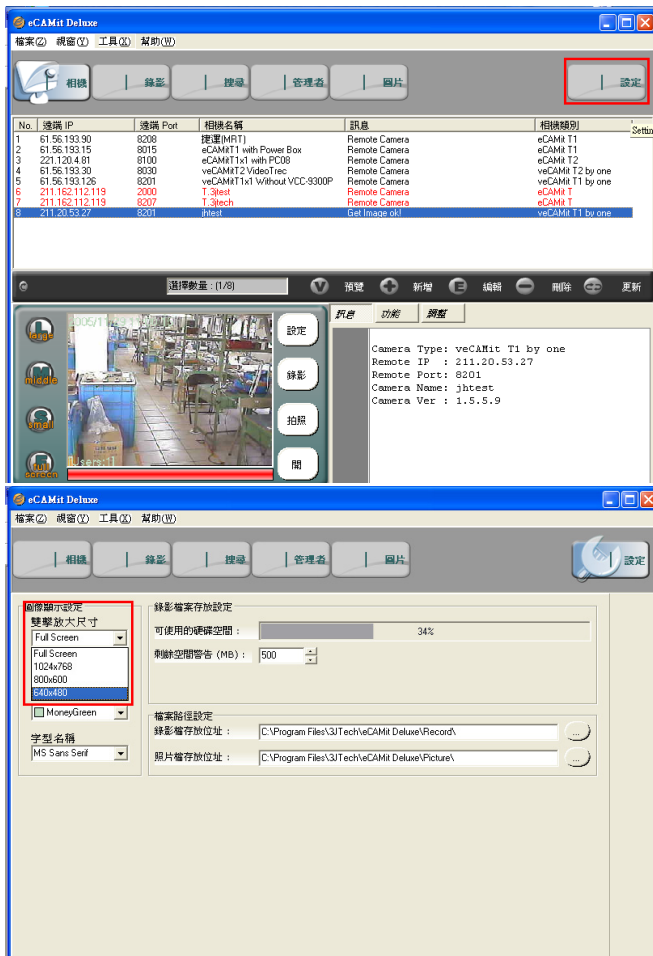 eCAMit Deluxe
檔案(Z) 視窗(Y) 工具(X) 幫助(W)
相機 錄影 搜尋 管理者 圖片 設定
No. 遠端 IP 遠端 Port 相機名稱 訊息 相機類別
Settin
1 61.56.193.90 8208 捷運(MRT) Remote Camera eCAMit T1
2 61.56.193.15 8015 eCAMitT1 with Power Box Remote Camera eCAMit T1
3 221.120.4.81 8100 eCAMitT1x1 with PC08 Remote Camera eCAMit T1
4 61.56.193.30 8030 veCAMitT2 VideoTrec Remote Camera veCAMit T2 by one
5 61.56.193.126 8201 veCAMitT1x1 Without VCC-9300P Remote Camera veCAMit T1 by one
6 211.162.112.119 2000 T.3jtest Remote Camera eCAMit T
7 211.162.112.119 8207 T.3jtech Remote Camera eCAMit T
8 211.20.53.27 8201 jhtest Get Image ok! veCAMit T1 by one
選擇數量 : (1/8) 預覽 新增 編輯 刪除 更新
訊息 功能 調整
large
middle
small
full screen
Users:1
設定
錄影
拍照
開
Camera Type: veCAMit T1 by one
Remote IP : 211.20.53.27
Remote Port: 8201
Camera Name: jhtest
Camera Ver : 1.5.5.9
eCAMit Deluxe
檔案(Z) 視窗(Y) 工具(X) 幫助(W)
相機 錄影 搜尋 管理者 圖片 設定
圖像顯示設定
雙擊放大尺寸
Full Screen
Full Screen
1024x768
800x600
640x480
MoneyGreen
字型名稱
MS Sans Serif
錄影檔案存放設定
可使用的硬碟空間 : 34%
剩餘空間警告 (MB) : 500
檔案路徑設定
錄影檔存放位址 : C:\Program Files\3JTech\eCAMit Deluxe\Record\ ...
照片檔存放位址 : C:\Program Files\3JTech\eCAMit Deluxe\Picture\ ...